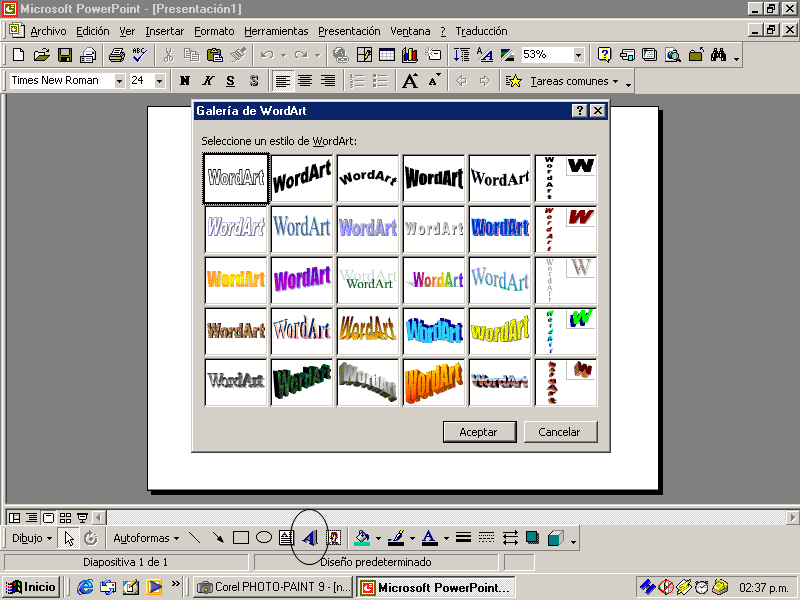 Microsoft PowerPoint - [Presentación1]
Archivo Edición Ver Insertar Formato Herramientas Presentación Ventana ? Traducción
ABC 53% ?
Times New Roman 24 N K S S A A Tareas comunes
Galería de WordArt ?
Seleccione un estilo de WordArt:
WordArt WordArt WordArt WordArt WordArt WordArt W
WordArt WordArt WordArt WordArt WordArt WordArt W
WordArt WordArt WordArt WordArt WordArt WordArt W
WordArt WordArt WordArt WordArt WordArt WordArt W
WordArt WordArt WordArt WordArt WordArt WordArt W
Aceptar Cancelar
Dibujo Autoformas A A
Diapositiva 1 de 1 Diseño predeterminado
Inicio » Corel PHOTO-PAINT 9 - [n... Microsoft PowerPoint... 02:37 p.m.